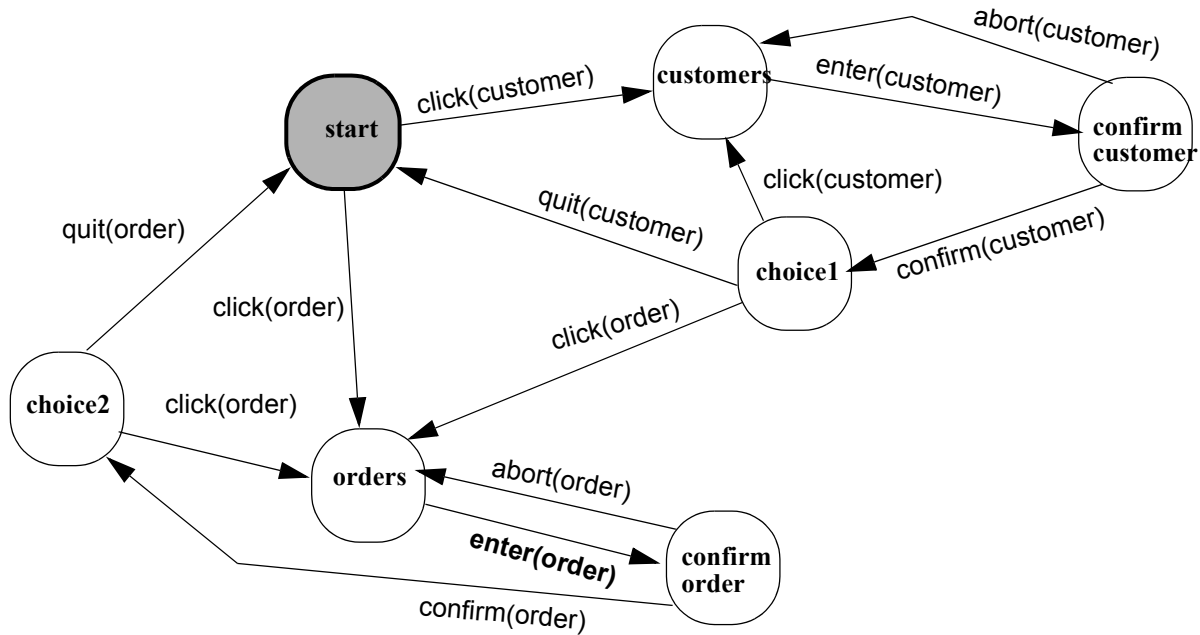 abort(customer)
customers
enter(customer)
click(customer)
start
confirm
customer
click(customer)
quit(customer)
quit(order)
choice1
confirm(customer)
click(order)
click(order)
choice2
click(order)
orders
abort(order)
enter(order)
confirm
order
confirm(order)